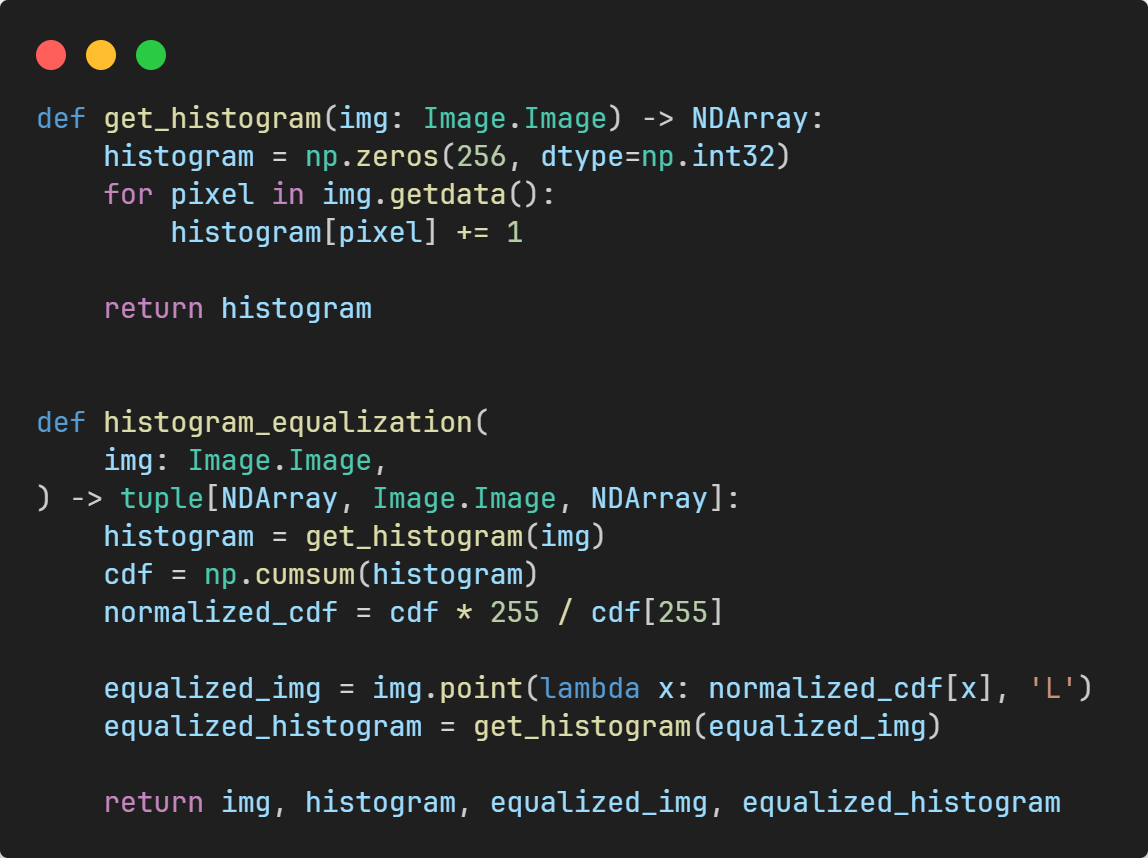 def get_histogram(img: Image.Image) -> NDArray:
    histogram = np.zeros(256, dtype=np.int32)
    for pixel in img.getdata():
        histogram[pixel] += 1

    return histogram


def histogram_equalization(
    img: Image.Image,
) -> tuple[NDArray, Image.Image, NDArray]:
    histogram = get_histogram(img)
    cdf = np.cumsum(histogram)
    normalized_cdf = cdf * 255 / cdf[255]

    equalized_img = img.point(lambda x: normalized_cdf[x], 'L')
    equalized_histogram = get_histogram(equalized_img)

    return img, histogram, equalized_img, equalized_histogram